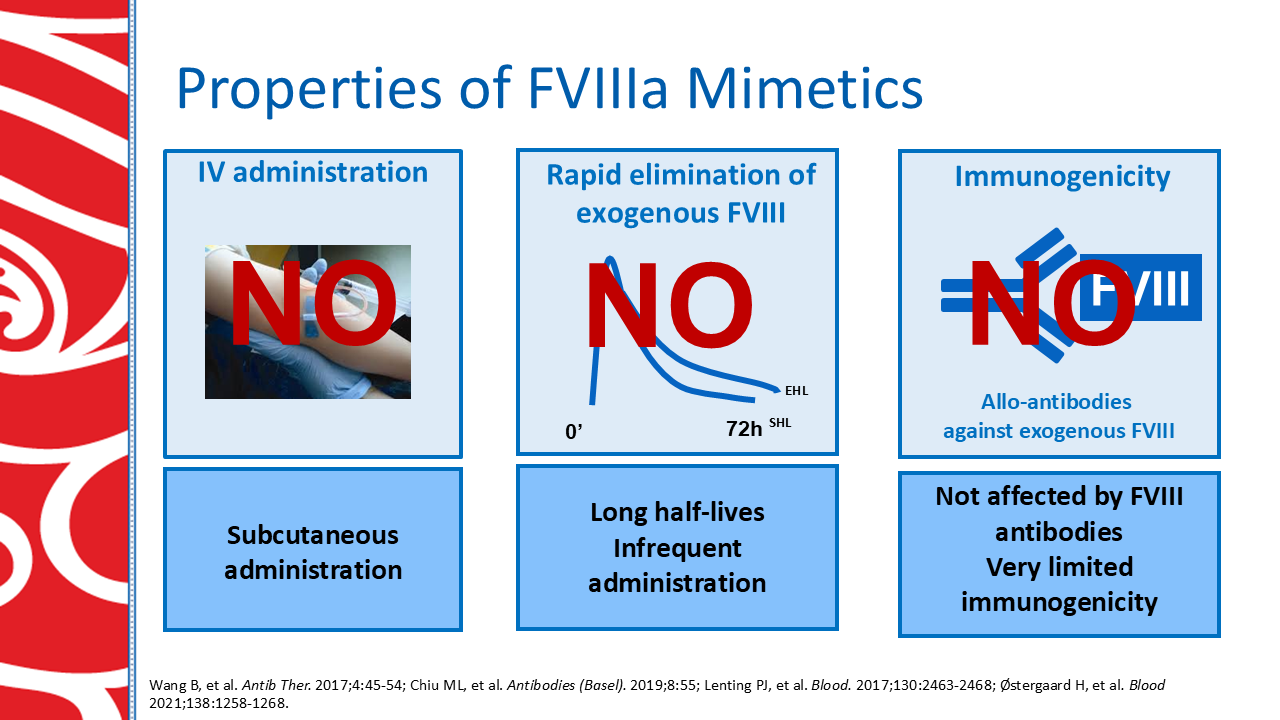 Properties of FVIIIa Mimetics
IV administration
NO
Subcutaneous
administration
Rapid elimination of
exogenous FVIII
NO
EHL
0’
72h
SHL
Long half-lives
Infrequent
administration
Immunogenicity
FVIII
NO
Allo-antibodies
against exogenous FVIII
Not affected by FVIII
antibodies
Very limited
immunogenicity
Wang B, et al. Antib Ther. 2017;4:45-54; Chiu ML, et al. Antibodies (Basel). 2019;8:55; Lenting PJ, et al. Blood. 2017;130:2463-2468; Østergaard H, et al. Blood
2021;138:1258-1268.